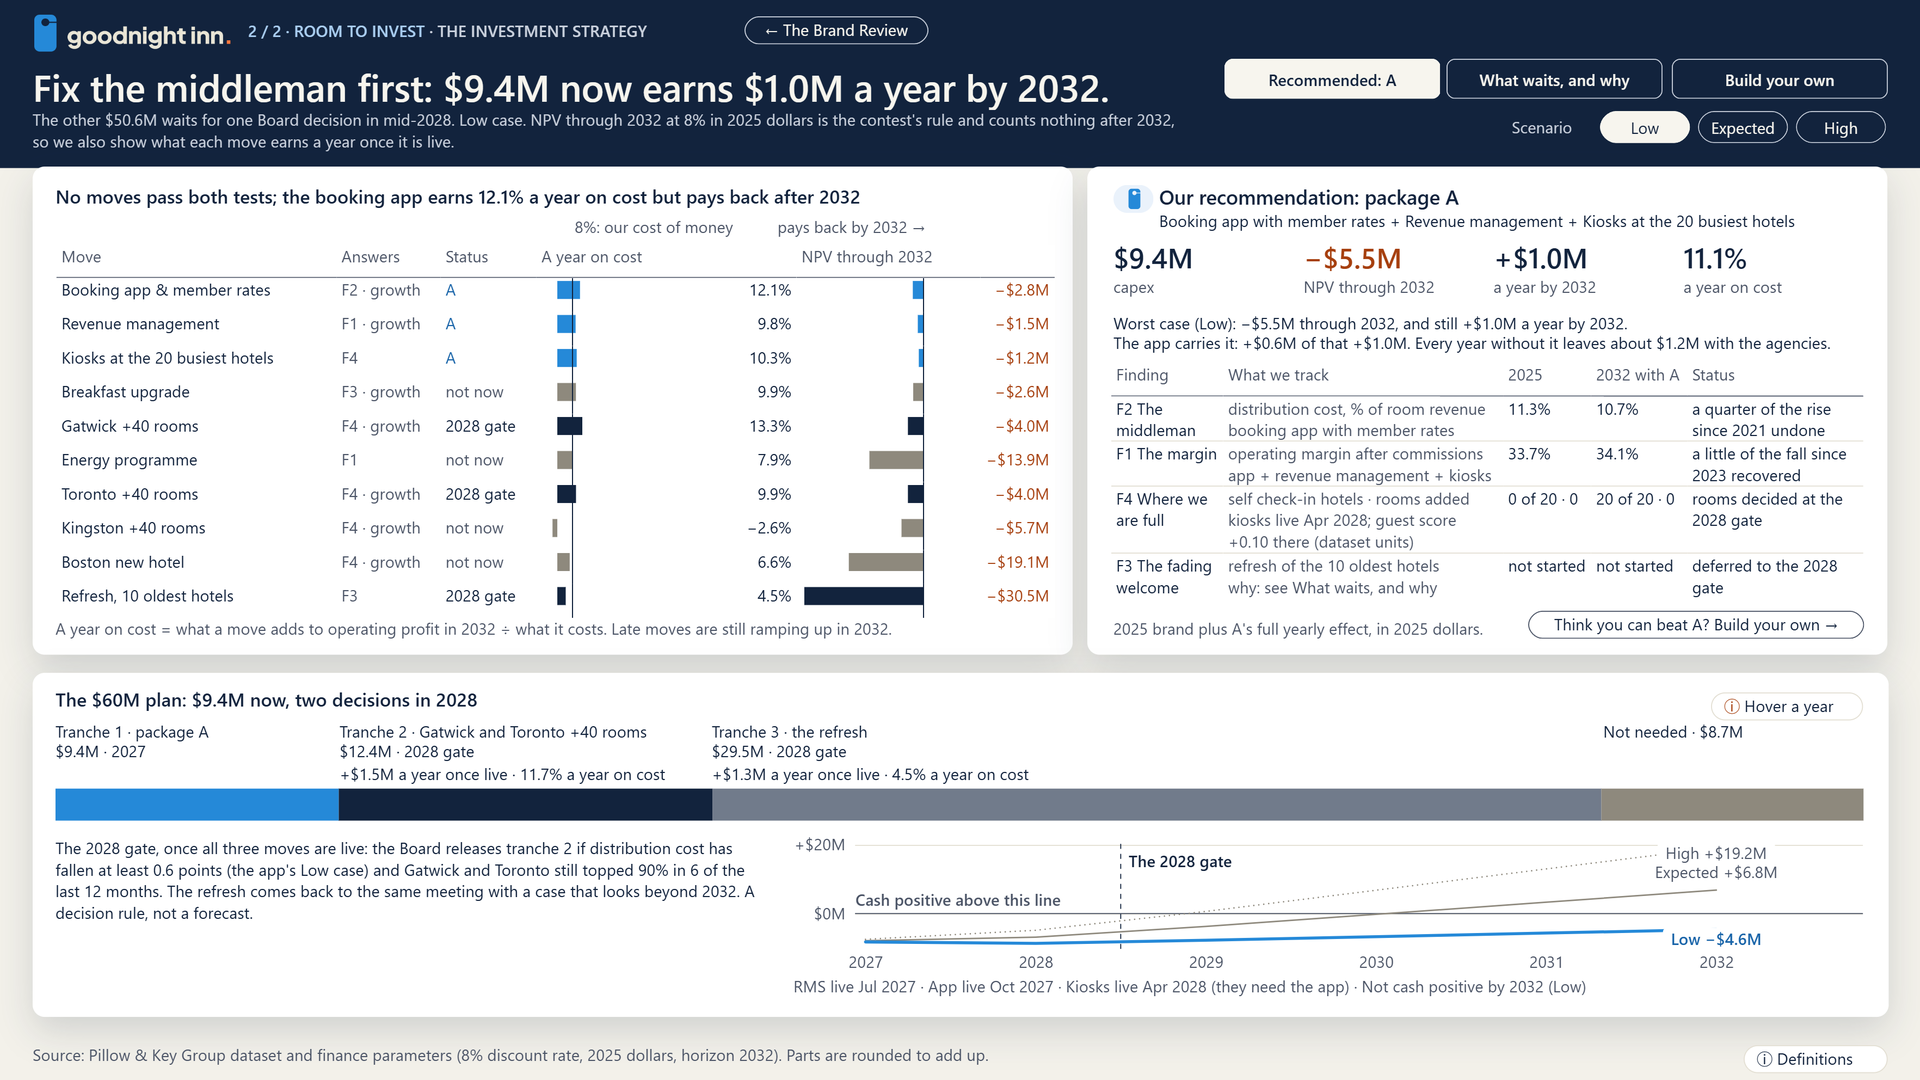 goodnight inn.
2 / 2 · ROOM TO INVEST · THE INVESTMENT STRATEGY
← The Brand Review
Fix the middleman first: $9.4M now earns $1.0M a year by 2032.
The other $50.6M waits for one Board decision in mid-2028. Low case. NPV through 2032 at 8% in 2025 dollars is the contest's rule and counts nothing after 2032,
so we also show what each move earns a year once it is live.
Recommended: A
What waits, and why
Build your own
Scenario
Low
Expected
High
No moves pass both tests; the booking app earns 12.1% a year on cost but pays back after 2032
8%: our cost of money
pays back by 2032 →
Move Answers Status A year on cost NPV through 2032
Booking app & member rates F2 · growth A 12.1% −$2.8M
Revenue management F1 · growth A 9.8% −$1.5M
Kiosks at the 20 busiest hotels F4 A 10.3% −$1.2M
Breakfast upgrade F3 · growth not now 9.9% −$2.6M
Gatwick +40 rooms F4 · growth 2028 gate 13.3% −$4.0M
Energy programme F1 not now 7.9% −$13.9M
Toronto +40 rooms F4 · growth 2028 gate 9.9% −$4.0M
Kingston +40 rooms F4 · growth not now −2.6% −$5.7M
Boston new hotel F4 · growth not now 6.6% −$19.1M
Refresh, 10 oldest hotels F3 2028 gate 4.5% −$30.5M
A year on cost = what a move adds to operating profit in 2032 ÷ what it costs. Late moves are still ramping up in 2032.
Our recommendation: package A
Booking app with member rates + Revenue management + Kiosks at the 20 busiest hotels
$9.4M −$5.5M +$1.0M 11.1%
capex NPV through 2032 a year by 2032 a year on cost
Worst case (Low): −$5.5M through 2032, and still +$1.0M a year by 2032.
The app carries it: +$0.6M of that +$1.0M. Every year without it leaves about $1.2M with the agencies.
Finding What we track 2025 2032 with A Status
F2 The distribution cost, % of room revenue 11.3% 10.7% a quarter of the rise
middleman booking app with member rates since 2021 undone
F1 The margin operating margin after commissions 33.7% 34.1% a little of the fall since
app + revenue management + kiosks 2023 recovered
F4 Where we self check-in hotels · rooms added 0 of 20 · 0 20 of 20 · 0 rooms decided at the
are full kiosks live Apr 2028; guest score 2028 gate
+0.10 there (dataset units)
F3 The fading refresh of the 10 oldest hotels not started not started deferred to the 2028
welcome why: see What waits, and why gate
2025 brand plus A's full yearly effect, in 2025 dollars.
Think you can beat A? Build your own →
The $60M plan: $9.4M now, two decisions in 2028
ⓘ Hover a year
Tranche 1 · package A
$9.4M · 2027
Tranche 2 · Gatwick and Toronto +40 rooms
$12.4M · 2028 gate
+$1.5M a year once live · 11.7% a year on cost
Tranche 3 · the refresh
$29.5M · 2028 gate
+$1.3M a year once live · 4.5% a year on cost
Not needed · $8.7M
The 2028 gate, once all three moves are live: the Board releases tranche 2 if distribution cost has
fallen at least 0.6 points (the app's Low case) and Gatwick and Toronto still topped 90% in 6 of the
last 12 months. The refresh comes back to the same meeting with a case that looks beyond 2032. A
decision rule, not a forecast.
+$20M
The 2028 gate
High +$19.2M
Expected +$6.8M
Cash positive above this line
$0M
Low −$4.6M
2027 2028 2029 2030 2031 2032
RMS live Jul 2027 · App live Oct 2027 · Kiosks live Apr 2028 (they need the app) · Not cash positive by 2032 (Low)
Source: Pillow & Key Group dataset and finance parameters (8% discount rate, 2025 dollars, horizon 2032). Parts are rounded to add up.
ⓘ Definitions